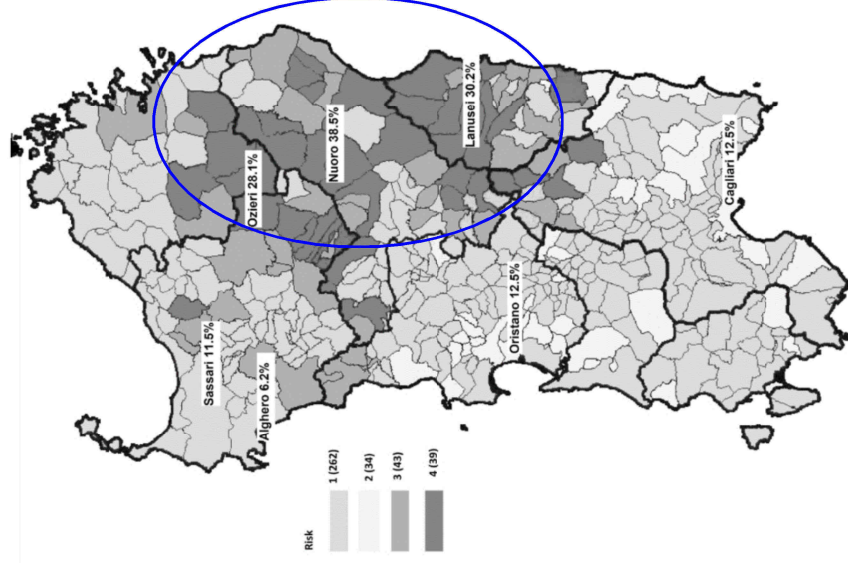 Lanusei 30.2%
Nuoro 38.5%
Ozieri 28.1%
Cagliari 12.5%
Oristano 12.5%
Sassari 11.5%
Alghero 6.2%
Risk
1 (262)
2 (34)
3 (43)
4 (39)